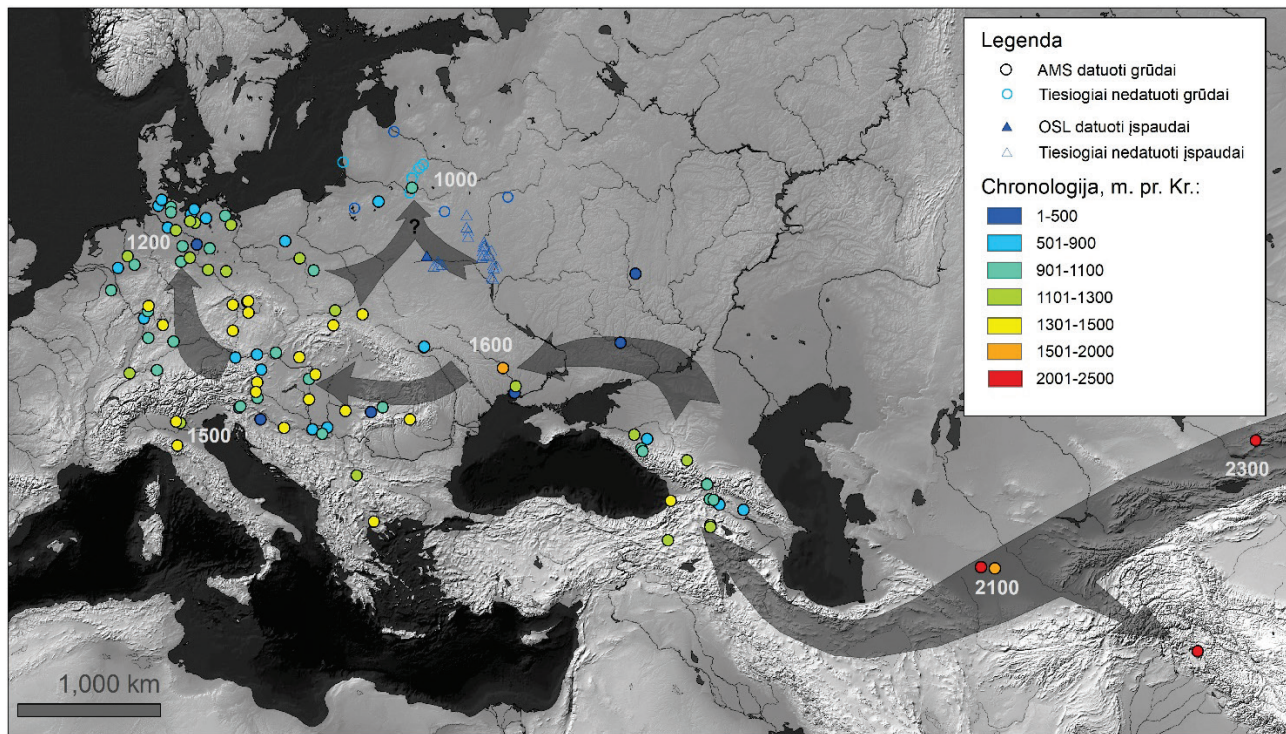 Legenda
AMS datuoti grūdai
Tiesiogiai nedatuoti grūdai
OSL datuoti įspaudai
Tiesiogiai nedatuoti įspaudai
Chronologija, m. pr. Kr.:
1-500
501-900
901-1100
1101-1300
1301-1500
1501-2000
2001-2500
1000
?
1200
1600
1500
2300
2100
1,000 km